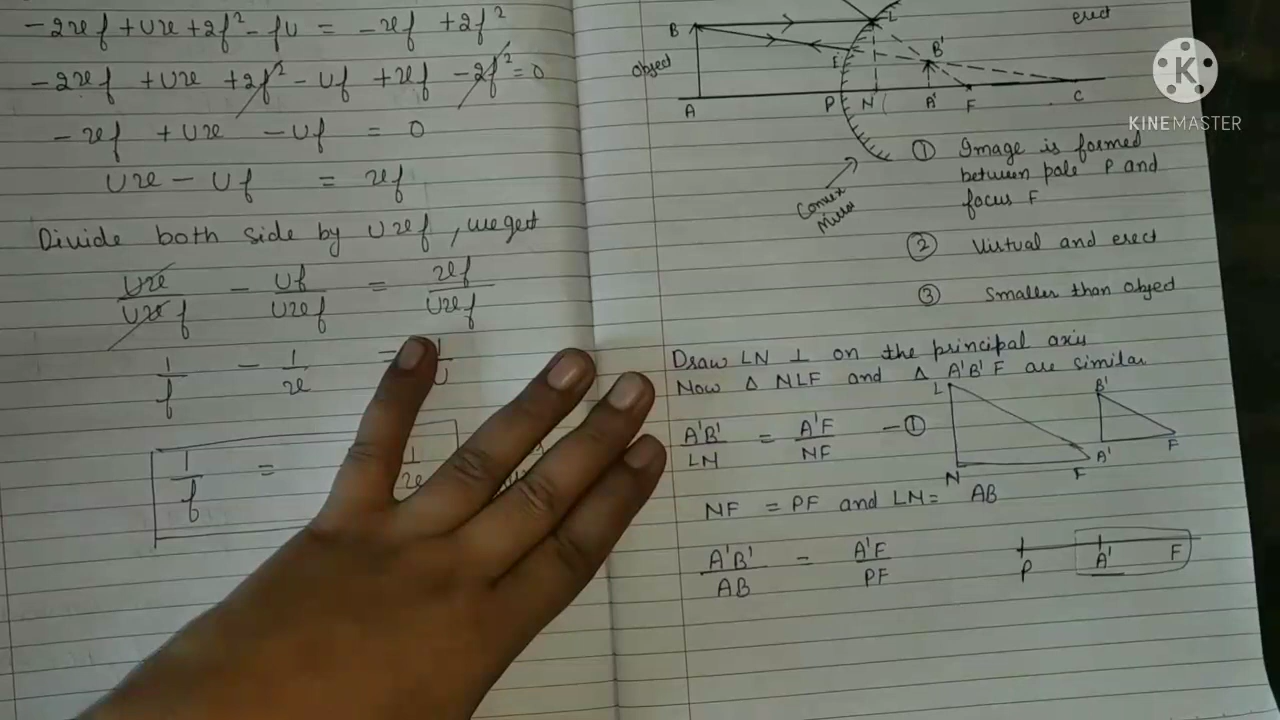 -2vf + uv + 2f² - fu = -vf + 2f²
-2vf + uv + 2f² - uf + vf - 2f² = 0
-vf + uv - uf = 0
uv - uf = vf
Divide both side by uvf, we get
uv/uvf - uf/uvf = vf/uvf
1/f - 1/v = 1/u
1/f = 1/v
erect
B
L
object
E
B'
A
P
N
A'
F
C
Convex
mirror
① Image is formed
between pole P and
focus F
② Virtual and erect
③ Smaller than object
Draw LN ⊥ on the principal axis
Now Δ NLF and Δ A'B'F are similar
A'B'/LN = A'F/NF -①
L
N
F
B'
A'
F
NF = PF and LN = AB
A'B'/AB = A'F/PF
P
A'
F
K
KINEMASTER